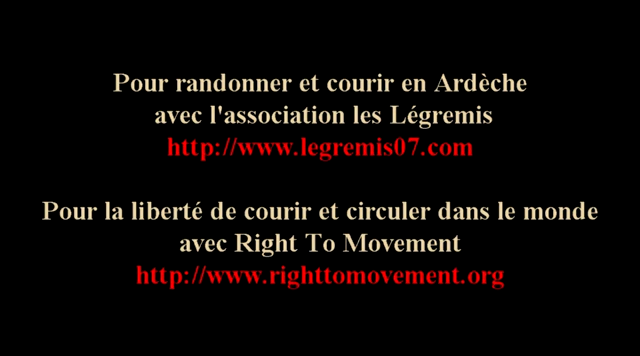 Pour randonner et courir en Ardèche
avec l'association les Légremis
http://www.legremis07.com
Pour la liberté de courir et circuler dans le monde
avec Right To Movement
http://www.righttomovement.org